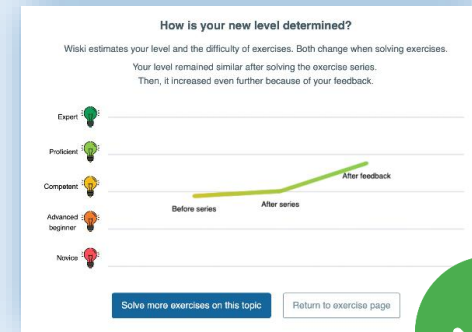 How is your new level determined?
Wiski estimates your level and the difficulty of exercises. Both change when solving exercises.
Your level remained similar after solving the exercise series.
Then, it increased even further because of your feedback.
Expert
Proficient
Competent
Advanced
beginner
Novice
Before series
After series
After feedback
Solve more exercises on this topic
Return to exercise page